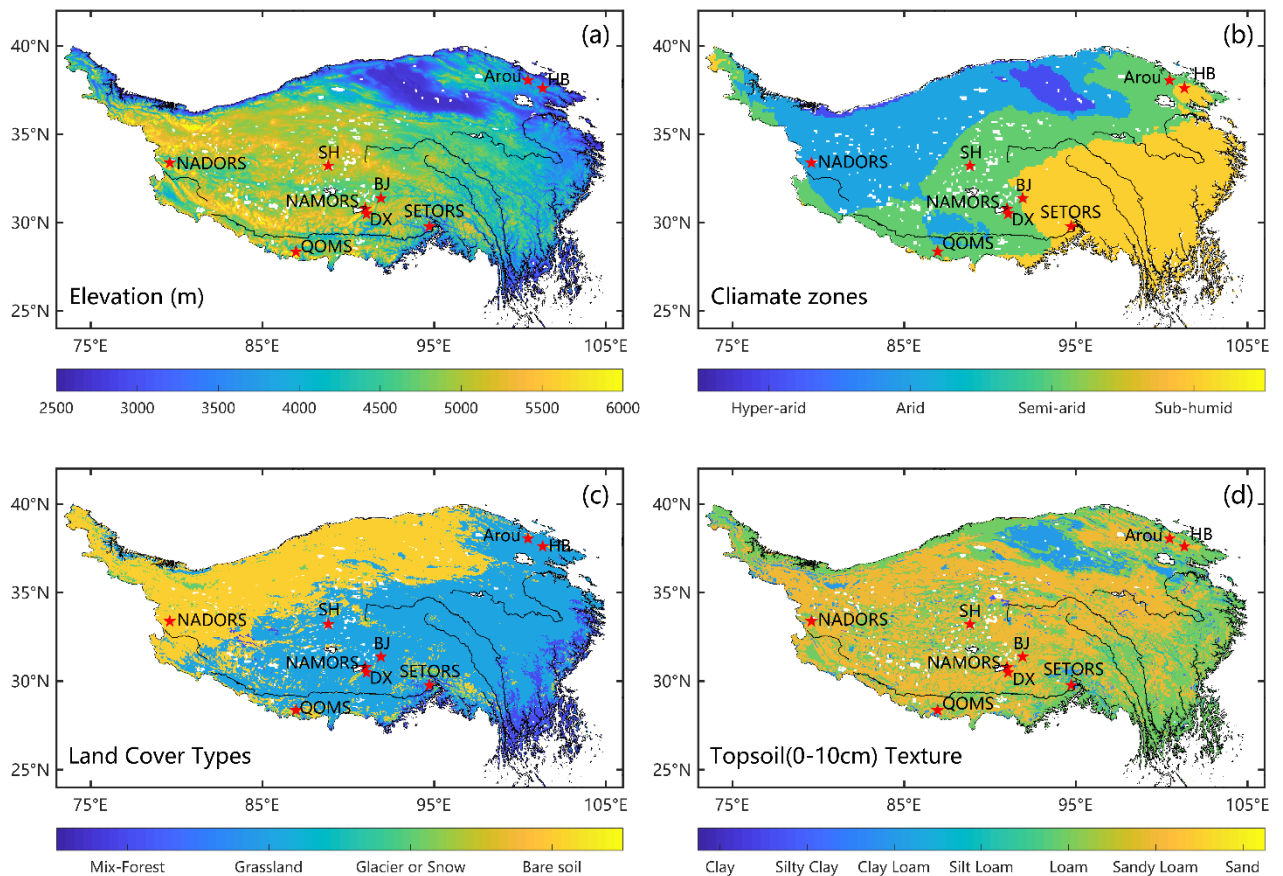 (a)
40°N
35°N
30°N
25°N
Arou
HB
NADORS
SH
NAMORS
BJ
DX
SETORS
QOMS
Elevation (m)
75°E 85°E 95°E 105°E
2500 3000 3500 4000 4500 5000 5500 6000
(b)
40°N
35°N
30°N
25°N
Arou
HB
NADORS
SH
NAMORS
BJ
DX
SETORS
QOMS
Cliamate zones
75°E 85°E 95°E 105°E
Hyper-arid Arid Semi-arid Sub-humid
(c)
40°N
35°N
30°N
25°N
Arou
HB
NADORS
SH
NAMORS
BJ
DX
SETORS
QOMS
Land Cover Types
75°E 85°E 95°E 105°E
Mix-Forest Grassland Glacier or Snow Bare soil
(d)
40°N
35°N
30°N
25°N
Arou
HB
NADORS
SH
NAMORS
BJ
DX
SETORS
QOMS
Topsoil(0-10cm) Texture
75°E 85°E 95°E 105°E
Clay Silty Clay Clay Loam Silt Loam Loam Sandy Loam Sand